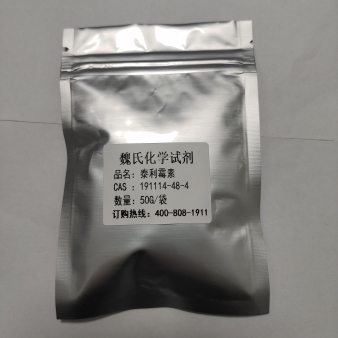 魏氏化学试剂
品名：泰利霉素
CAS ：191114-48-4
数量：50G/袋
订购热线：400-808-1911